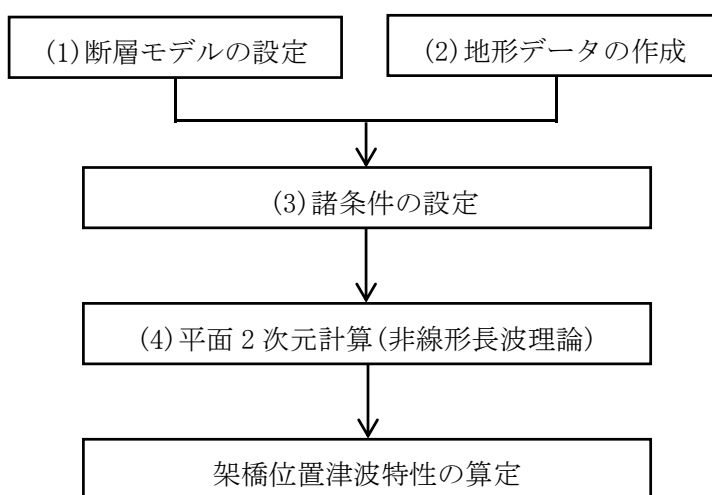 (1)断層モデルの設定
(2)地形データの作成
(3)諸条件の設定
(4)平面2次元計算(非線形長波理論)
架橋位置津波特性の算定